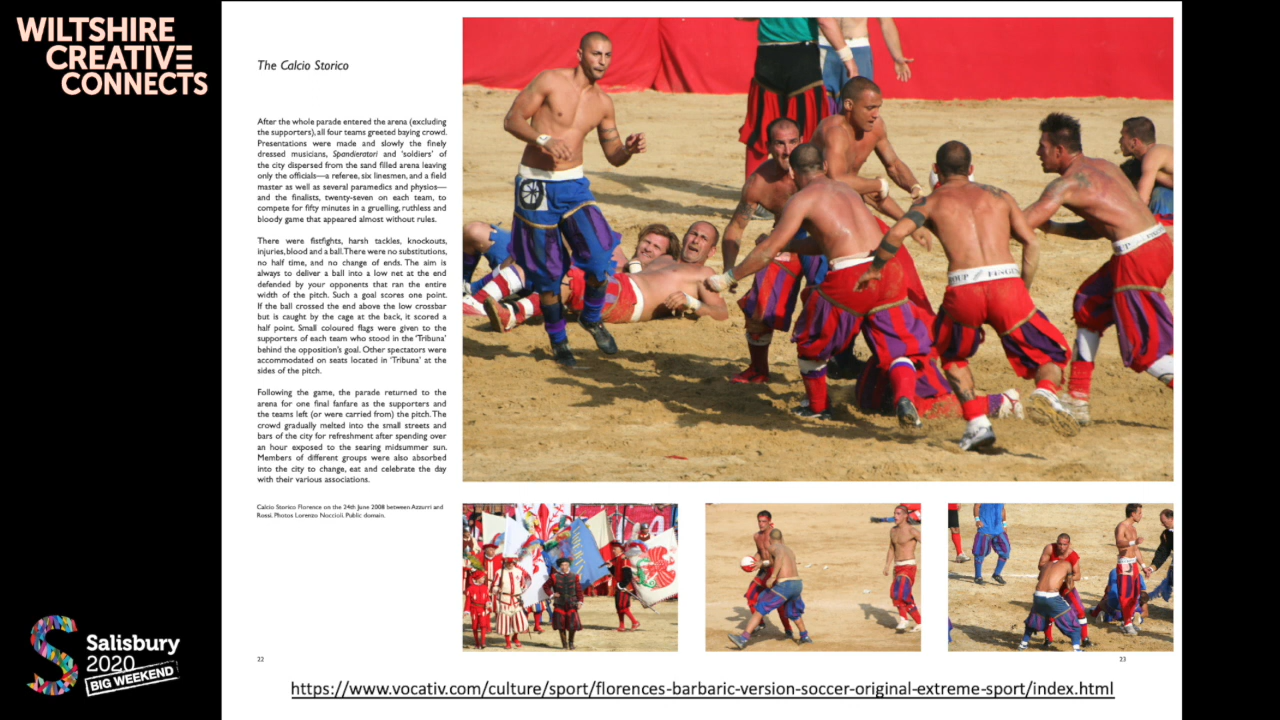 WILTSHIRE
CREATIVE
CONNECTS
The Calcio Storico
After the whole parade entered the arena (excluding
the supporters), all four teams greeted baying crowd.
Presentations were made and slowly the finely
dressed musicians, Spandieratori and ‘soldiers’ of
the city dispersed from the sand filled arena leaving
only the officials—a referee, six linesmen, and a field
master as well as several paramedics and physios—
and the finalists, twenty-seven on each team, to
compete for fifty minutes in a gruelling, ruthless and
bloody game that appeared almost without rules.
There were fistfights, harsh tackles, knockouts,
injuries, blood and a ball. There were no substitutions,
no half time, and no change of ends. The aim is
always to deliver a ball into a low net at the end
defended by your opponents that ran the entire
width of the pitch. Such a goal scores one point.
If the ball crossed the end above the low crossbar
but is caught by the cage at the back, it scored a
half point. Small coloured flags were given to the
supporters of each team who stood in the ‘Tribuna’
behind the opposition’s goal. Other spectators were
accommodated on seats located in ‘Tribuna’ at the
sides of the pitch.
Following the game, the parade returned to the
arena for one final fanfare as the supporters and
the teams left (or were carried from) the pitch. The
crowd gradually melted into the small streets and
bars of the city for refreshment after spending over
an hour exposed to the searing midsummer sun.
Members of different groups were also absorbed
into the city to change, eat and celebrate the day
with their various associations.
Calcio Storico Florence on the 24th June 2008 between Azzurri and
Rossi. Photos Lorenzo Noccioli. Public domain.
22
23
Salisbury
2020
BIG WEEKEND
https://www.vocativ.com/culture/sport/florences-barbaric-version-soccer-original-extreme-sport/index.html